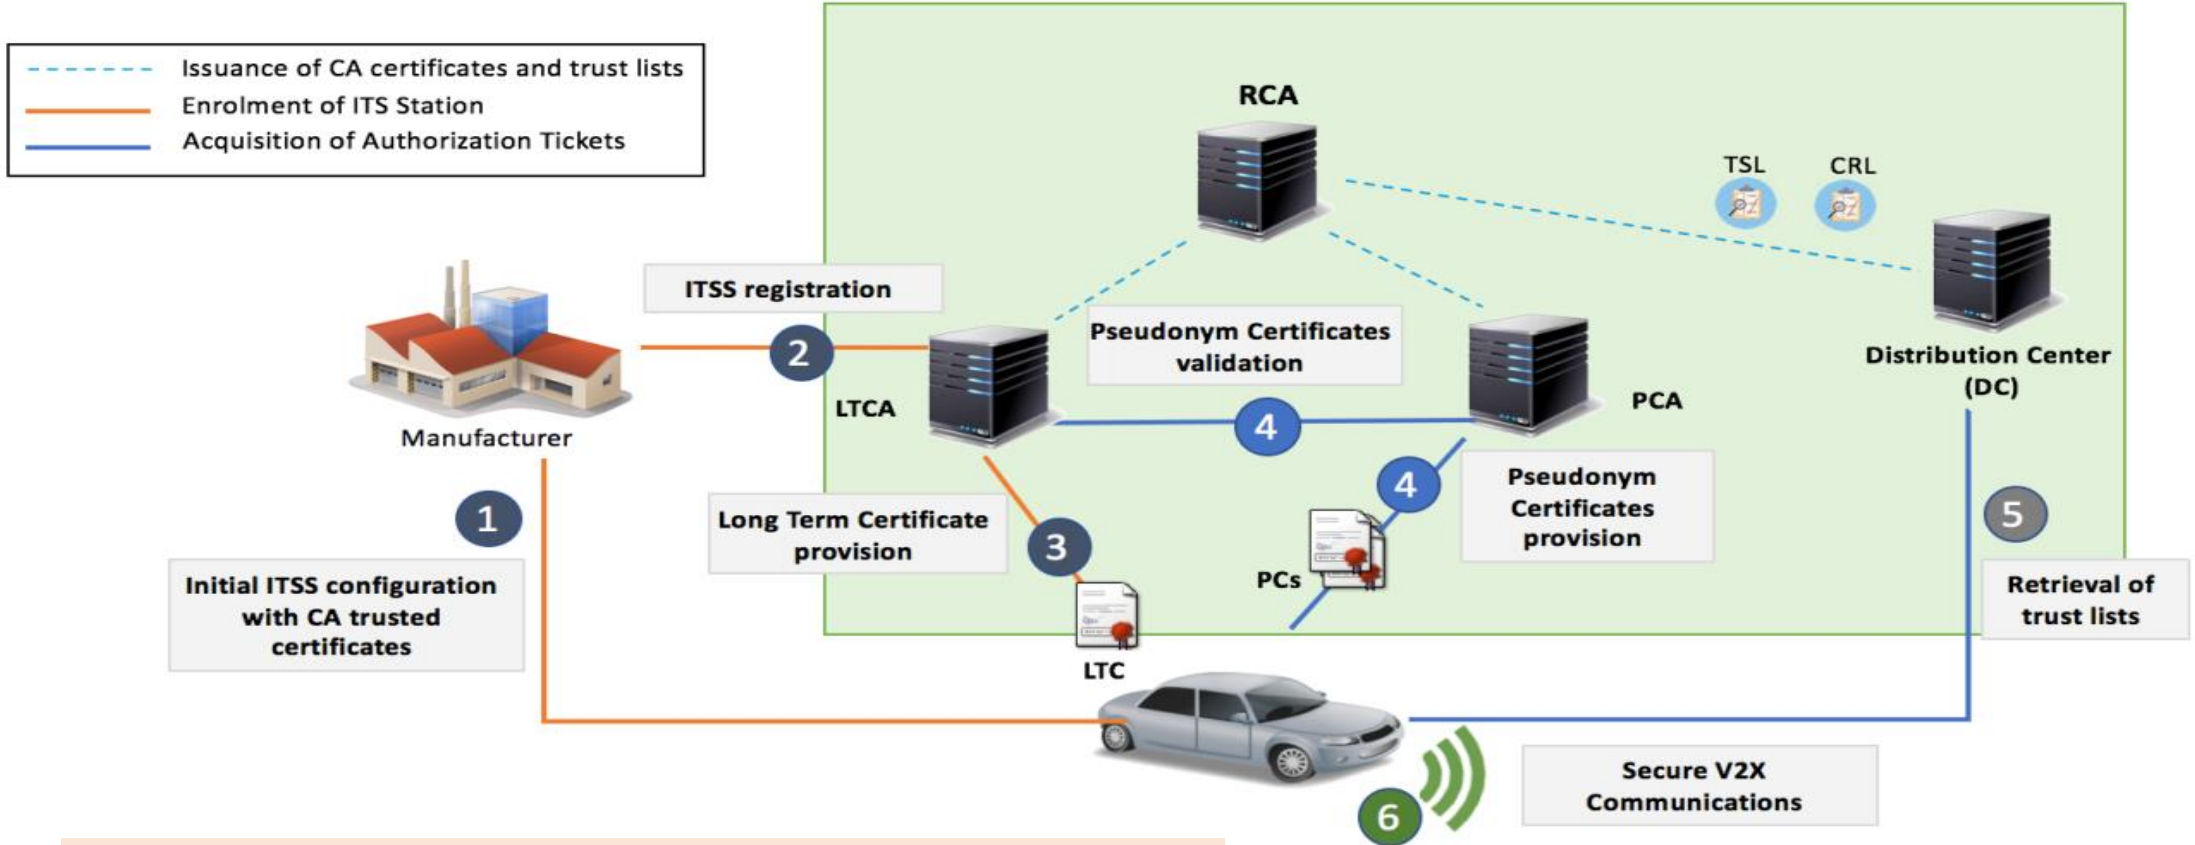 Issuance of CA certificates and trust lists
Enrolment of ITS Station
Acquisition of Authorization Tickets
RCA
TSL
CRL
ITSS registration
2
Pseudonym Certificates
validation
LTCA
4
PCA
Distribution Center
(DC)
Manufacturer
1
Initial ITSS configuration
with CA trusted
certificates
Long Term Certificate
provision
3
LTC
4
PCs
Pseudonym
Certificates
provision
5
Retrieval of
trust lists
6
Secure V2X
Communications